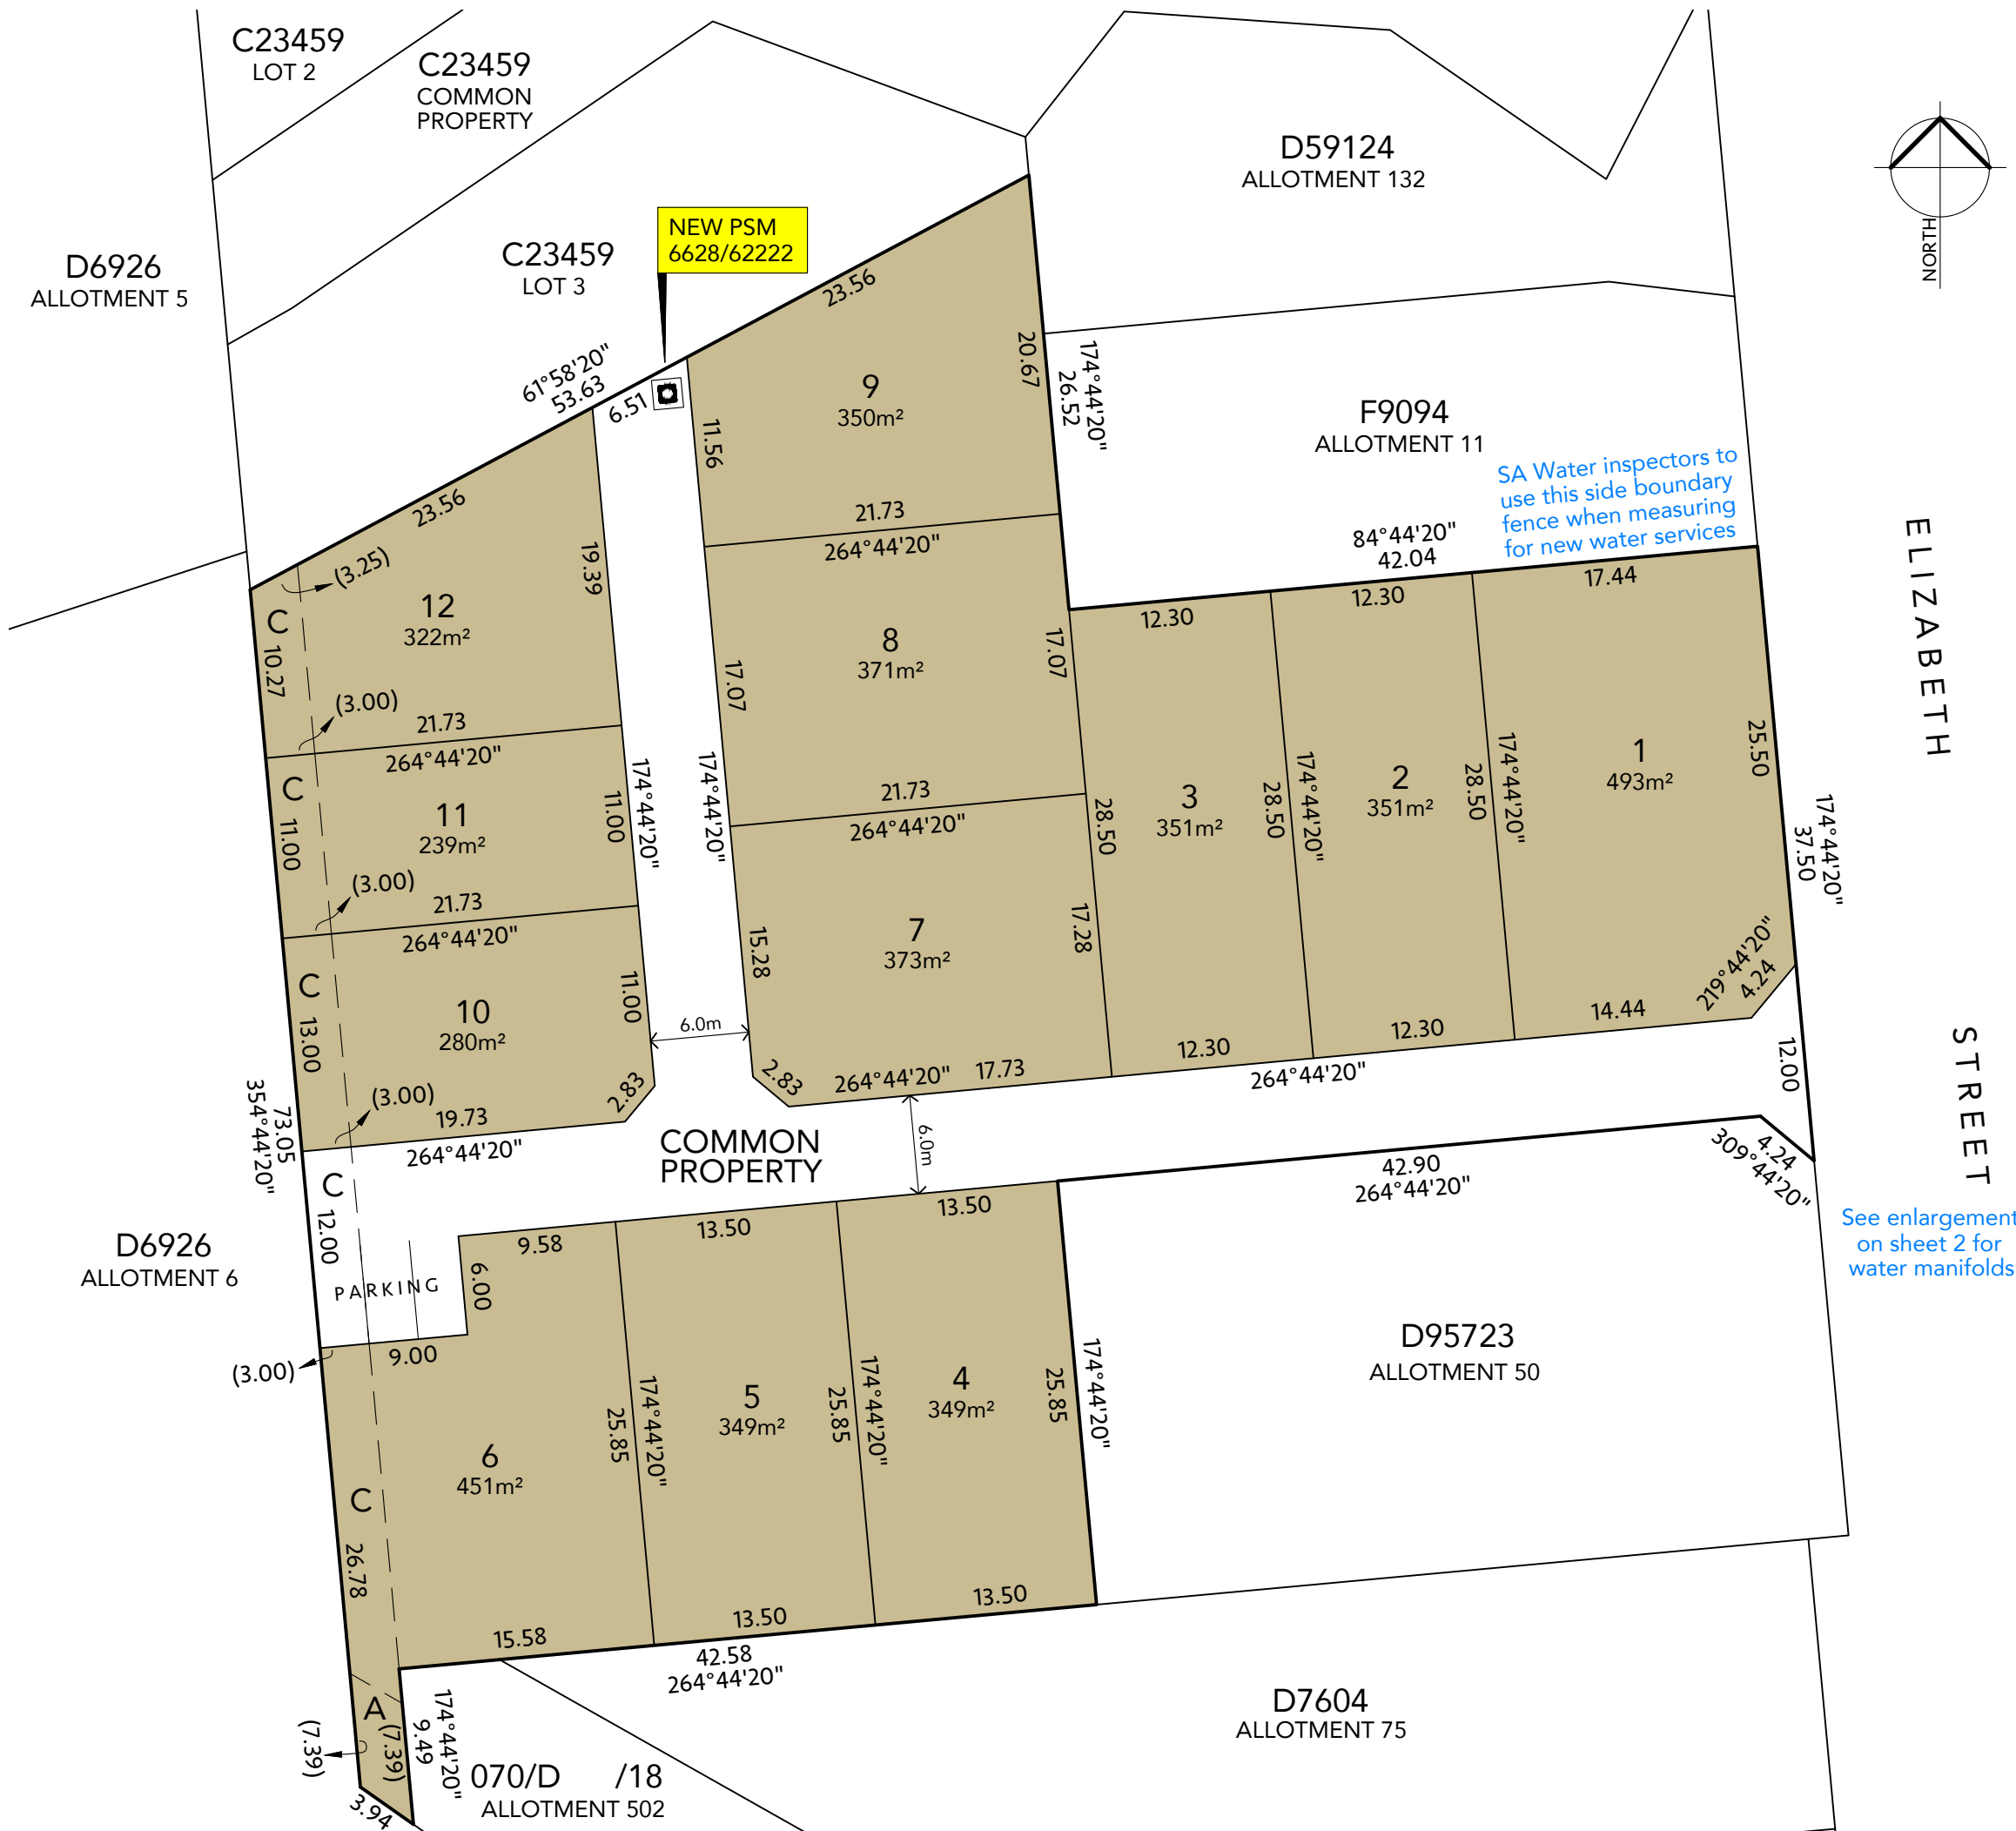 C23459
LOT 2
C23459
COMMON
PROPERTY
D59124
ALLOTMENT 132
NORTH
D6926
ALLOTMENT 5
C23459
LOT 3
NEW PSM
6628/62222
61°58'20"
53.63
6.51
23.56
9
350m²
20.67
11.56
21.73
264°44'20"
174°44'20"
26.52
F9094
ALLOTMENT 11
SA Water inspectors to
use this side boundary
fence when measuring
for new water services
84°44'20"
42.04
ELIZABETH
STREET
23.56
(3.25)
12
322m²
19.39
C
10.27
(3.00)
21.73
264°44'20"
8
371m²
17.07
17.07
21.73
264°44'20"
12.30
12.30
17.44
C
11.00
11
239m²
11.00
174°44'20"
(3.00)
21.73
264°44'20"
174°44'20"
3
351m²
28.50
28.50
174°44'20"
2
351m²
28.50
174°44'20"
1
493m²
25.50
174°44'20"
37.50
C
13.00
10
280m²
11.00
2.83
(3.00)
19.73
264°44'20"
6.0m
7
373m²
15.28
17.28
2.83
264°44'20"
17.73
12.30
12.30
14.44
264°44'20"
219°44'20"
4.24
12.00
73.05
354°44'20"
COMMON
PROPERTY
6.0m
42.90
264°44'20"
4.24
309°44'20"
See enlargement
on sheet 2 for
water manifolds
D6926
ALLOTMENT 6
C
12.00
PARKING
9.58
6.00
9.00
(3.00)
13.50
13.50
6
451m²
25.85
174°44'20"
5
349m²
25.85
174°44'20"
4
349m²
25.85
174°44'20"
D95723
ALLOTMENT 50
C
26.78
15.58
13.50
13.50
42.58
264°44'20"
A
(7.39)
(7.39)
9.49
174°44'20"
3.94
070/D /18
ALLOTMENT 502
D7604
ALLOTMENT 75